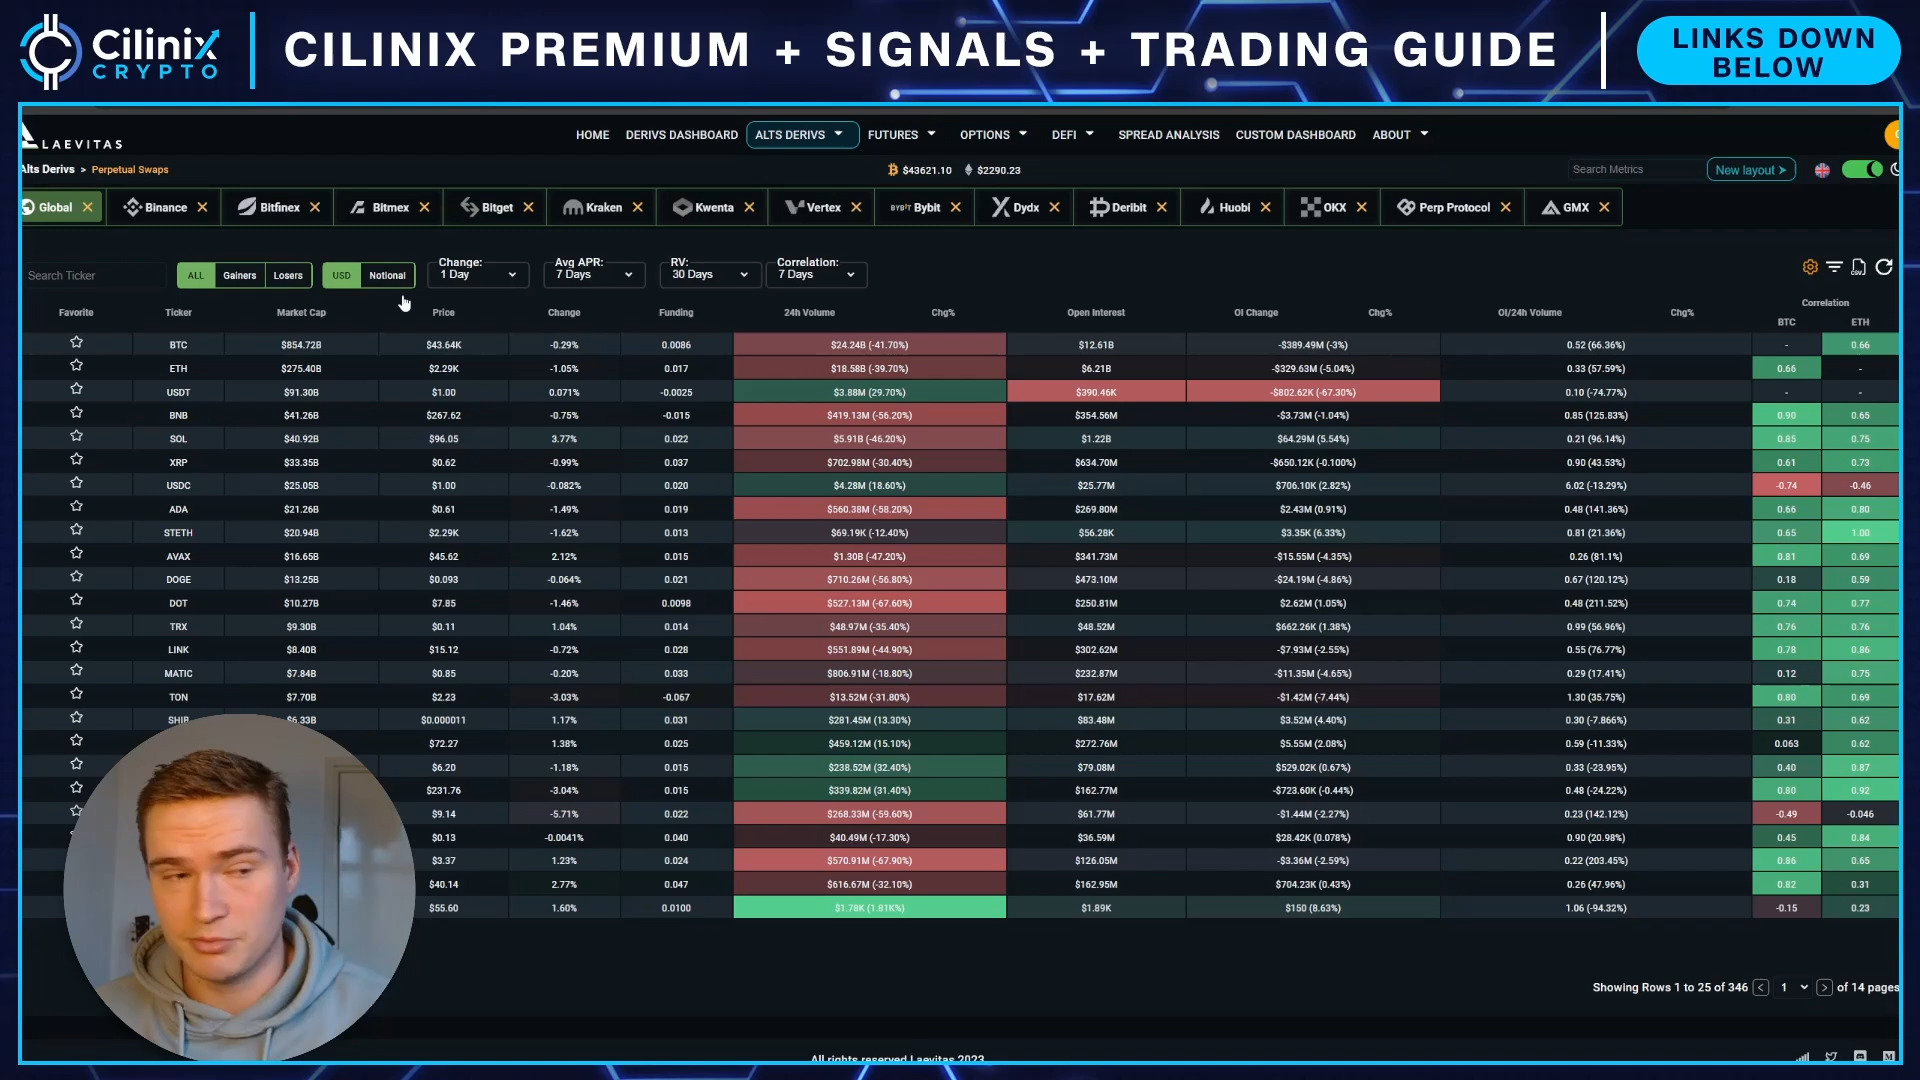 Cilinix
CRYPTO
CILINIX PREMIUM + SIGNALS + TRADING GUIDE
LINKS DOWN
BELOW
LAEVITAS
HOME DERIVS DASHBOARD ALTS DERIVS FUTURES OPTIONS DEFI SPREAD ANALYSIS CUSTOM DASHBOARD ABOUT
Alts Derivs > Perpetual Swaps
$43621.10 $2290.23
Search Metrics
New layout
Global Binance Bitfinex Bitmex Bitget Kraken Kwenta Vertex BYBIT Bybit Dydx Deribit Huobi OKX Perp Protocol GMX
Search Ticker
ALL Gainers Losers
USD Notional
Change: 1 Day
Avg APR: 7 Days
RV: 30 Days
Correlation: 7 Days
CSV
Favorite Ticker Market Cap Price Change Funding 24h Volume Chg% Open Interest OI Change Chg% OI/24h Volume Chg% Correlation
BTC ETH
BTC $854.72B $43.64K -0.29% 0.0086 $24.24B (-41.70%) $12.61B -$389.49M (-3%) 0.52 (66.36%) - 0.66
ETH $275.40B $2.29K -1.05% 0.017 $18.58B (-39.70%) $6.21B -$329.63M (-5.04%) 0.33 (57.59%) 0.66 -
USDT $91.30B $1.00 0.071% -0.0025 $3.88M (29.70%) $390.46K -$802.62K (-67.30%) 0.10 (-74.77%) - -
BNB $41.26B $267.62 -0.75% -0.015 $419.13M (-56.20%) $354.56M -$3.73M (-1.04%) 0.85 (125.83%) 0.90 0.65
SOL $40.92B $96.05 3.77% 0.022 $5.91B (-46.20%) $1.22B $64.29M (5.54%) 0.21 (96.14%) 0.85 0.75
XRP $33.35B $0.62 -0.99% 0.037 $702.98M (-30.40%) $634.70M -$650.12K (-0.100%) 0.90 (43.53%) 0.61 0.73
USDC $25.05B $1.00 -0.082% 0.020 $4.28M (18.60%) $25.77M $706.10K (2.82%) 6.02 (-13.29%) -0.74 -0.46
ADA $21.26B $0.61 -1.49% 0.019 $560.38M (-58.20%) $269.80M $2.43M (0.91%) 0.48 (141.36%) 0.66 0.80
STETH $20.94B $2.29K -1.62% 0.013 $69.19K (-12.40%) $56.28K $3.35K (6.33%) 0.81 (21.36%) 0.65 1.00
AVAX $16.65B $45.62 2.12% 0.015 $1.30B (-47.20%) $341.73M -$15.55M (-4.35%) 0.26 (81.1%) 0.81 0.69
DOGE $13.25B $0.093 -0.064% 0.021 $710.26M (-56.80%) $473.10M -$24.19M (-4.86%) 0.67 (120.12%) 0.18 0.59
DOT $10.27B $7.85 -1.46% 0.0098 $527.13M (-67.60%) $250.81M $2.62M (1.05%) 0.48 (211.52%) 0.74 0.77
TRX $9.30B $0.11 1.04% 0.014 $48.97M (-35.40%) $48.52M $662.26K (1.38%) 0.99 (56.96%) 0.76 0.76
LINK $8.40B $15.12 -0.72% 0.028 $551.89M (-44.90%) $302.62M -$7.93M (-2.55%) 0.55 (76.77%) 0.78 0.86
MATIC $7.84B $0.85 -0.20% 0.033 $806.91M (-18.80%) $232.87M -$11.35M (-4.65%) 0.29 (17.41%) 0.12 0.75
TON $7.70B $2.23 -3.03% -0.067 $13.52M (-31.80%) $17.62M -$1.42M (-7.44%) 1.30 (35.75%) 0.80 0.69
SHIB $6.33B $0.000011 1.17% 0.031 $281.45M (13.30%) $83.48M $3.52M (4.40%) 0.30 (-7.866%) 0.31 0.62
$72.27 1.38% 0.025 $459.12M (15.10%) $272.76M $5.55M (2.08%) 0.59 (-11.33%) 0.063 0.62
$6.20 -1.18% 0.015 $238.52M (32.40%) $79.08M $529.02K (0.67%) 0.33 (-23.95%) 0.40 0.87
$231.76 -3.04% 0.015 $339.82M (31.40%) $162.77M -$723.60K (-0.44%) 0.48 (-24.22%) 0.80 0.92
$9.14 -5.71% 0.022 $268.33M (-59.60%) $61.77M -$1.44M (-2.27%) 0.23 (142.12%) -0.49 -0.046
$0.13 -0.0041% 0.040 $40.49M (-17.30%) $36.59M $28.42K (0.078%) 0.90 (20.98%) 0.45 0.84
$3.37 1.23% 0.024 $570.91M (-67.90%) $126.05M -$3.36M (-2.59%) 0.22 (203.45%) 0.86 0.65
$40.14 2.77% 0.047 $616.67M (-32.10%) $162.95M $704.23K (0.43%) 0.26 (47.96%) 0.82 0.31
$55.60 1.60% 0.0100 $1.78K (1.81K%) $1.89K $150 (8.63%) 1.06 (-94.32%) -0.15 0.23
Showing Rows 1 to 25 of 346 < 1 > of 14 pages
All rights reserved Laevitas 2023